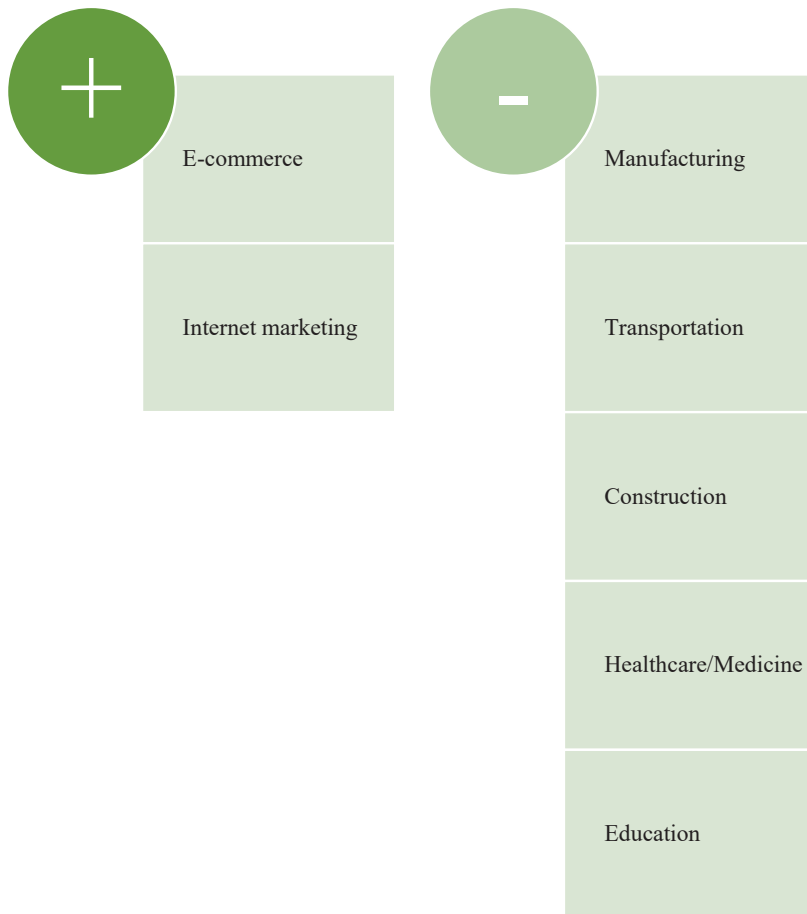 +
E-commerce
Internet marketing
-
Manufacturing
Transportation
Construction
Healthcare/Medicine
Education